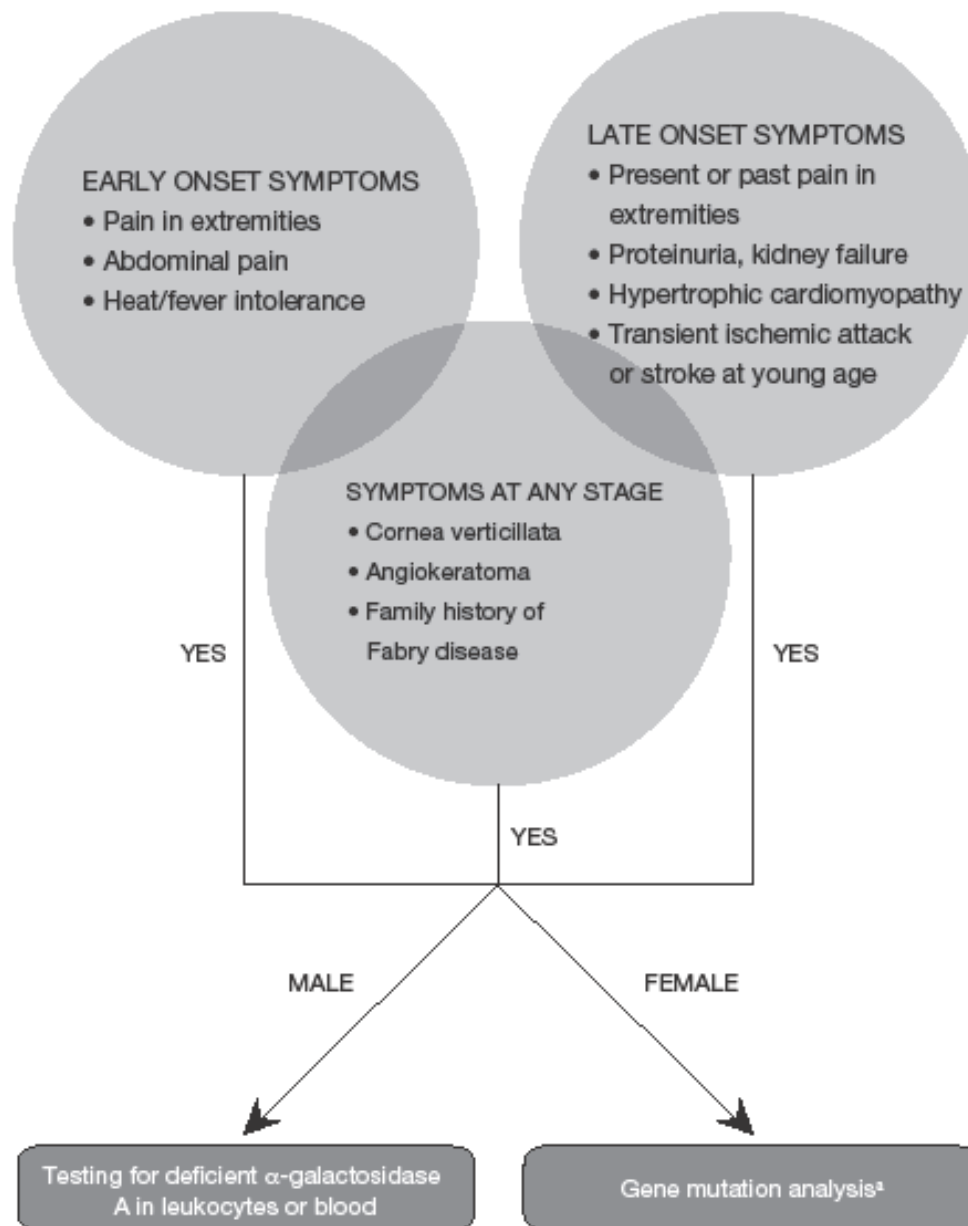 EARLY ONSET SYMPTOMS
• Pain in extremities
• Abdominal pain
• Heat/fever intolerance
LATE ONSET SYMPTOMS
• Present or past pain in
extremities
• Proteinuria, kidney failure
• Hypertrophic cardiomyopathy
• Transient ischemic attack
or stroke at young age
SYMPTOMS AT ANY STAGE
• Cornea verticillata
• Angiokeratoma
• Family history of
Fabry disease
YES
YES
YES
MALE
FEMALE
Testing for deficient α-galactosidase
A in leukocytes or blood
Gene mutation analysisᵃ